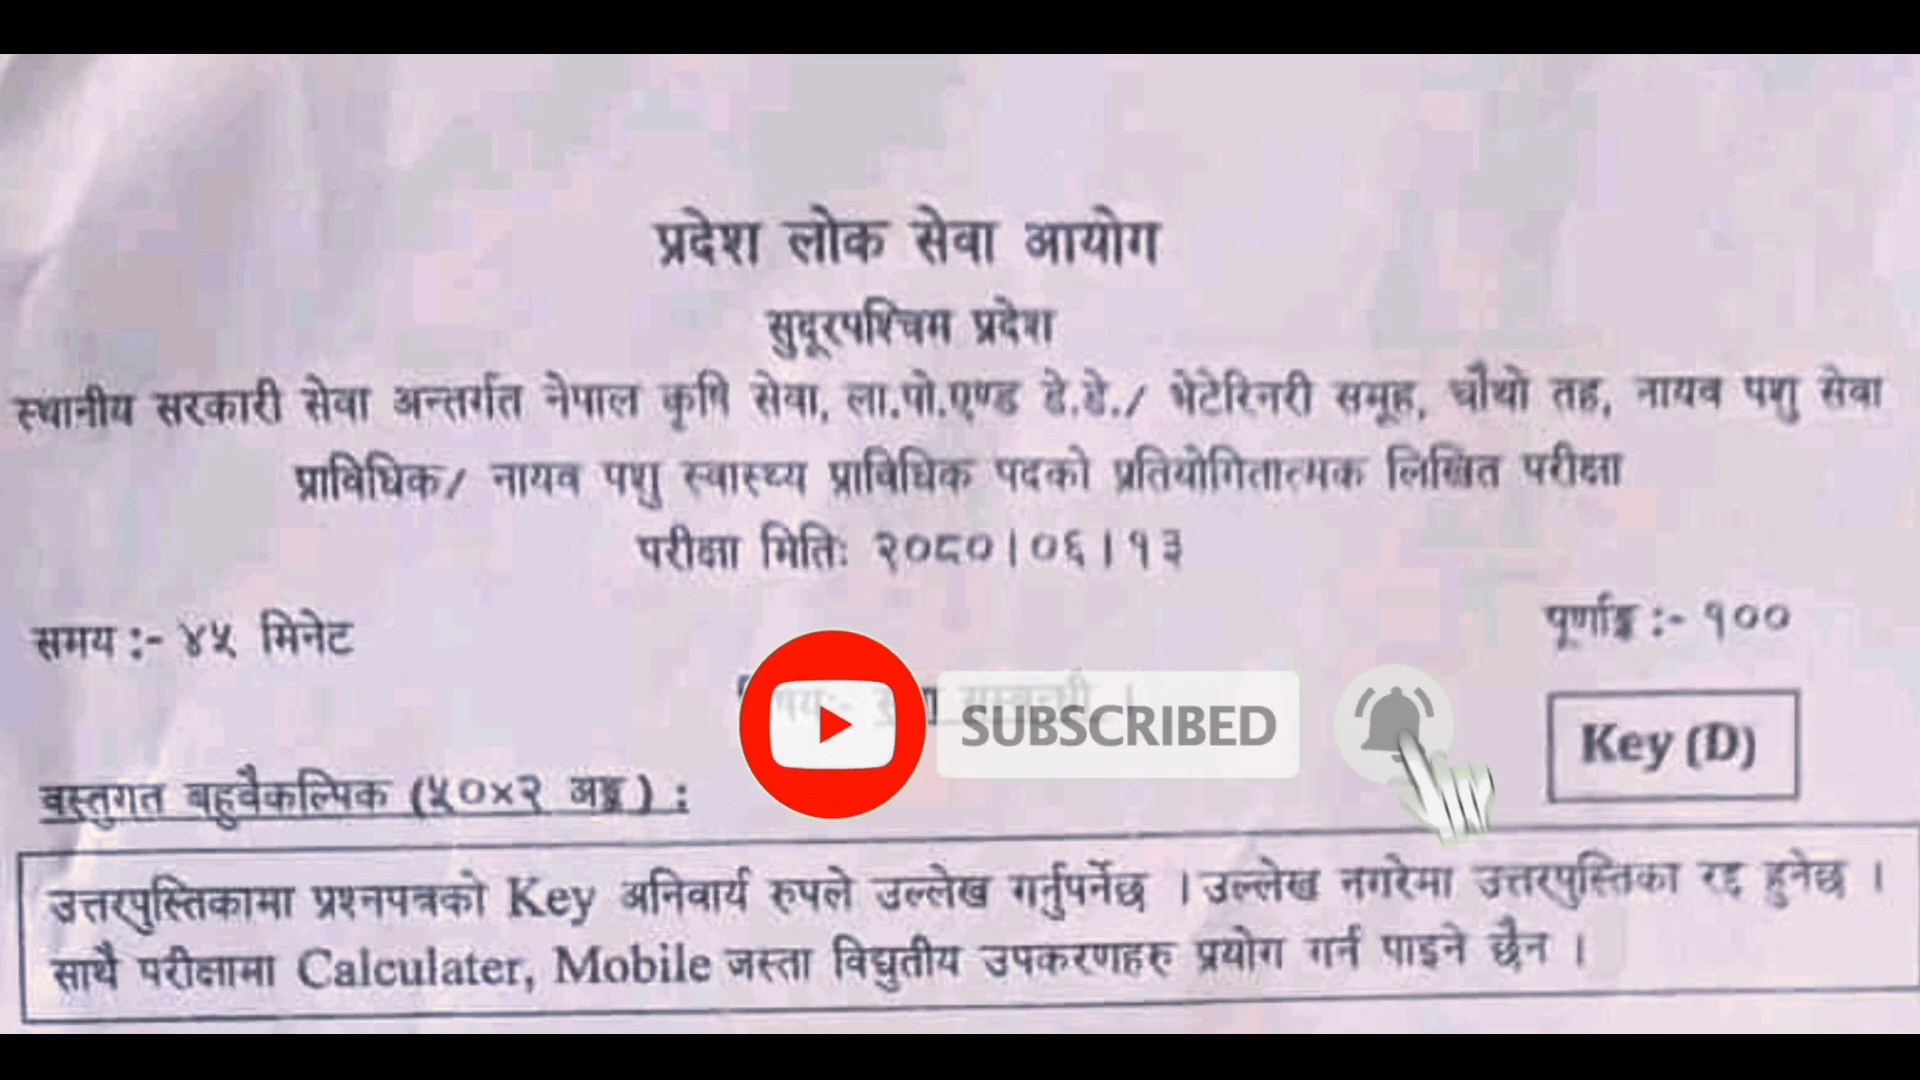 प्रदेश लोक सेवा आयोग
सुदूरपश्चिम प्रदेश
स्थानीय सरकारी सेवा अन्तर्गत नेपाल कृषि सेवा, ला.पो.एण्ड डे.डे./ भेटेरिनरी समूह, चौथो तह, नायव पशु सेवा
प्राविधिक/ नायव पशु स्वास्थ्य प्राविधिक पदको प्रतियोगितात्मक लिखित परीक्षा
परीक्षा मितिः २०८०।०६।१३
समय :- ४५ मिनेट
पूर्णाङ्क :- १००
SUBSCRIBED
Key (D)
वस्तुगत बहुवैकल्पिक (५०×२ अङ्क) :
उत्तरपुस्तिकामा प्रश्नपत्रको Key अनिवार्य रुपले उल्लेख गर्नुपर्नेछ । उल्लेख नगरेमा उत्तरपुस्तिका रद्द हुनेछ ।
साथै परीक्षामा Calculater, Mobile जस्ता विद्युतीय उपकरणहरु प्रयोग गर्न पाइने छैन ।